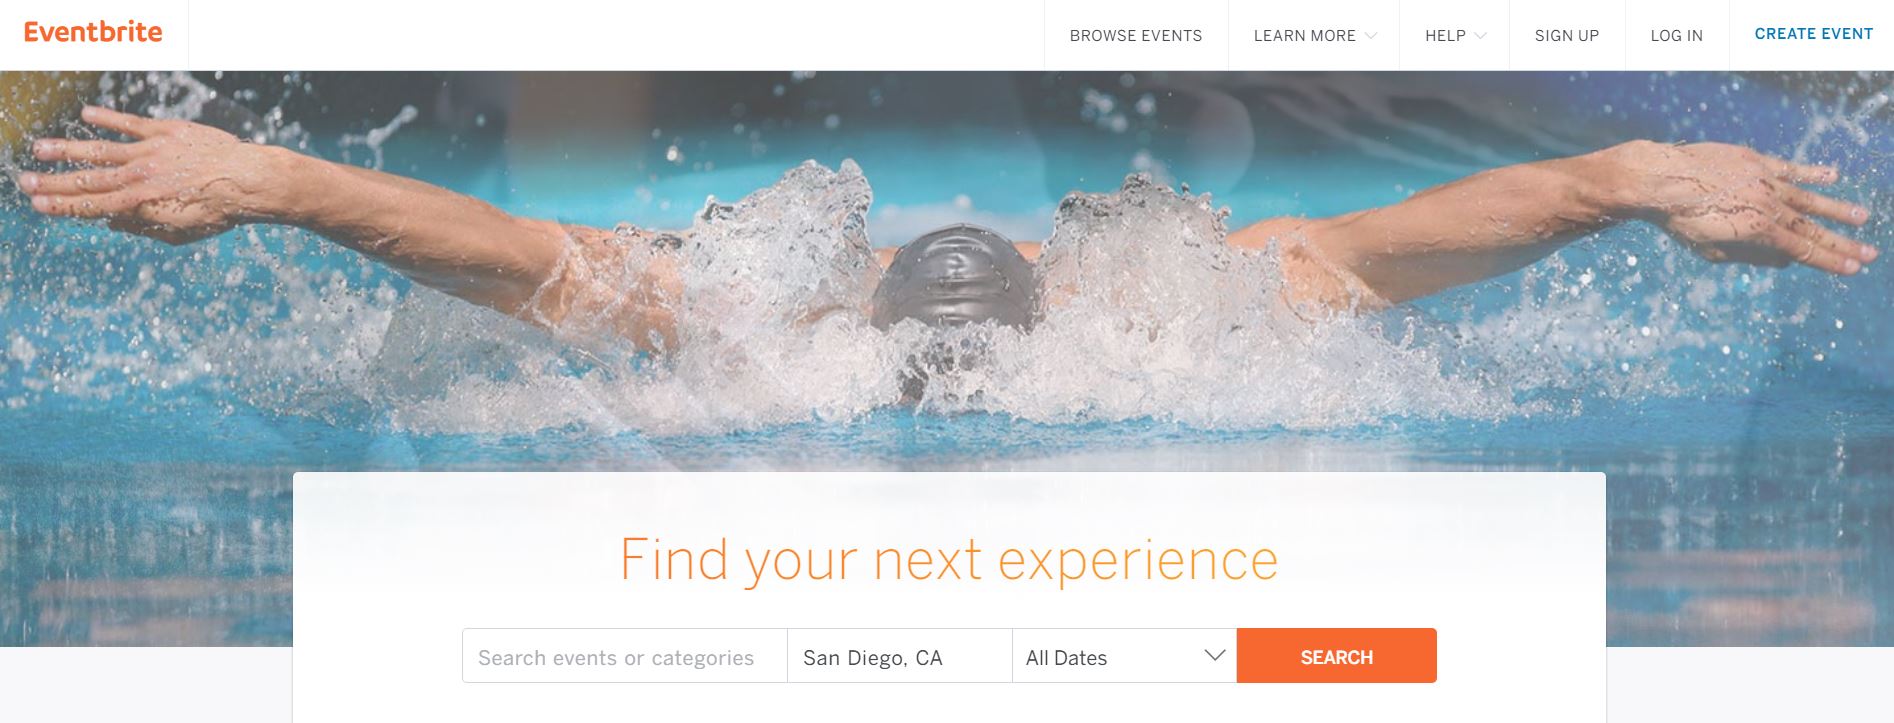 Eventbrite
BROWSE EVENTS
LEARN MORE
HELP
SIGN UP
LOG IN
CREATE EVENT
Find your next experience
Search events or categories
San Diego, CA
All Dates
SEARCH